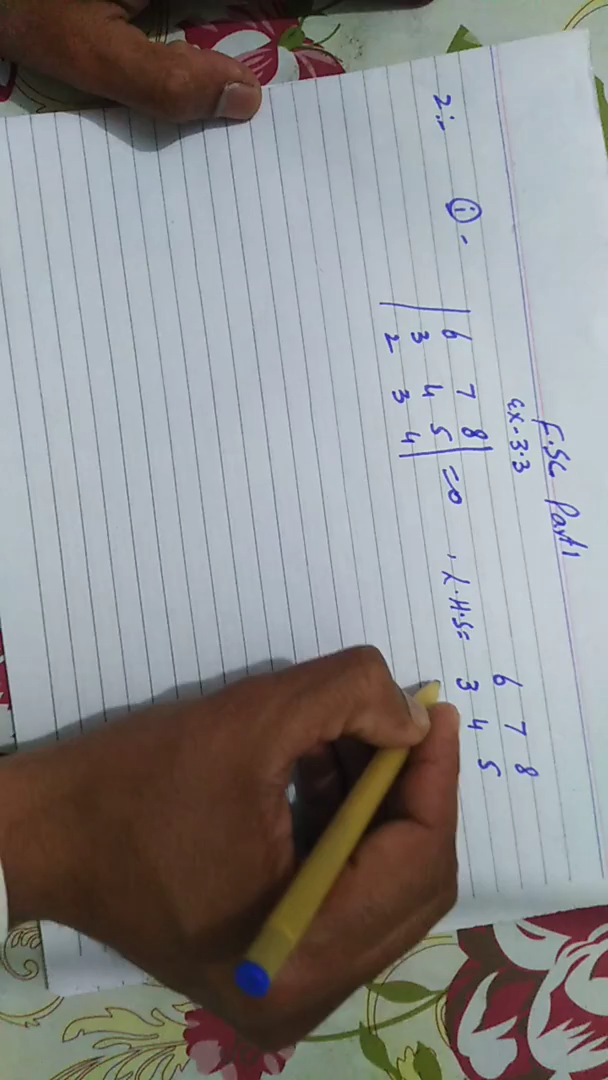 F.Sc Part 1
Ex-3.3
2:- (i) - | 6 7 8 |
3 4 5
2 3 4 | = 0 , L.H.S =
6 7 8
3 4 5